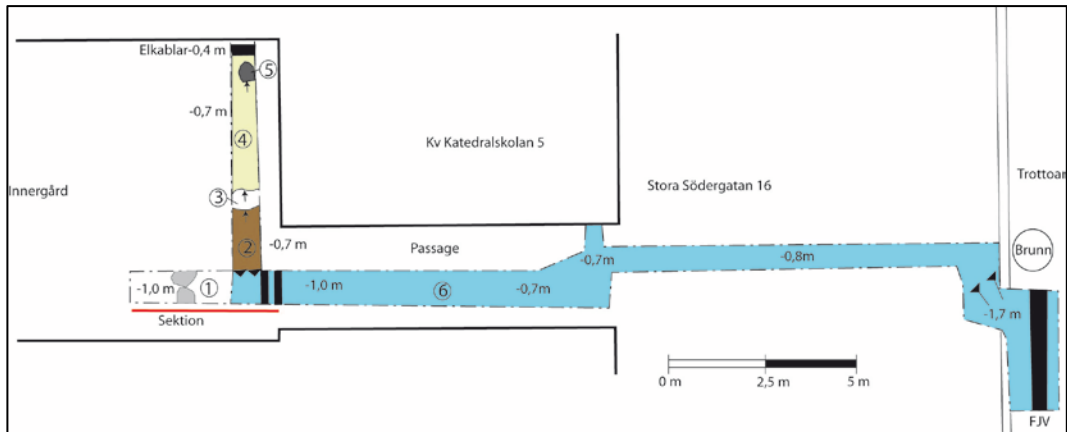 Elkablar-0,4 m
5
-0,7 m
Kv Katedralskolan 5
4
Trottoar
Stora Södergatan 16
Innergård
3
2
-0,7 m
Passage
Brunn
-0,7m
-0,8m
-1,0 m
1
-1,0 m
6
-0,7m
-1,7 m
Sektion
0 m
2,5 m
5 m
FJV